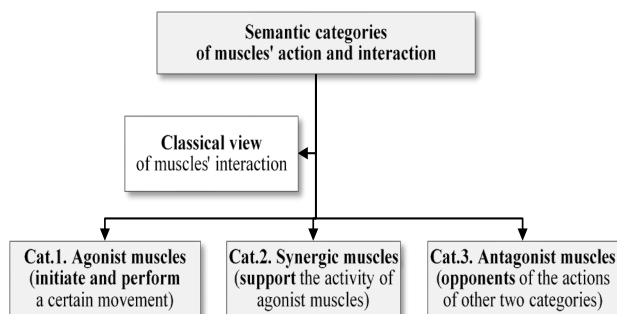 Semantic categories
of muscles' action and interaction
Classical view
of muscles' interaction
Cat.1. Agonist muscles
(initiate and perform
a certain movement)
Cat.2. Synergic muscles
(support the activity of
agonist muscles)
Cat.3. Antagonist muscles
(opponents of the actions
of other two categories)